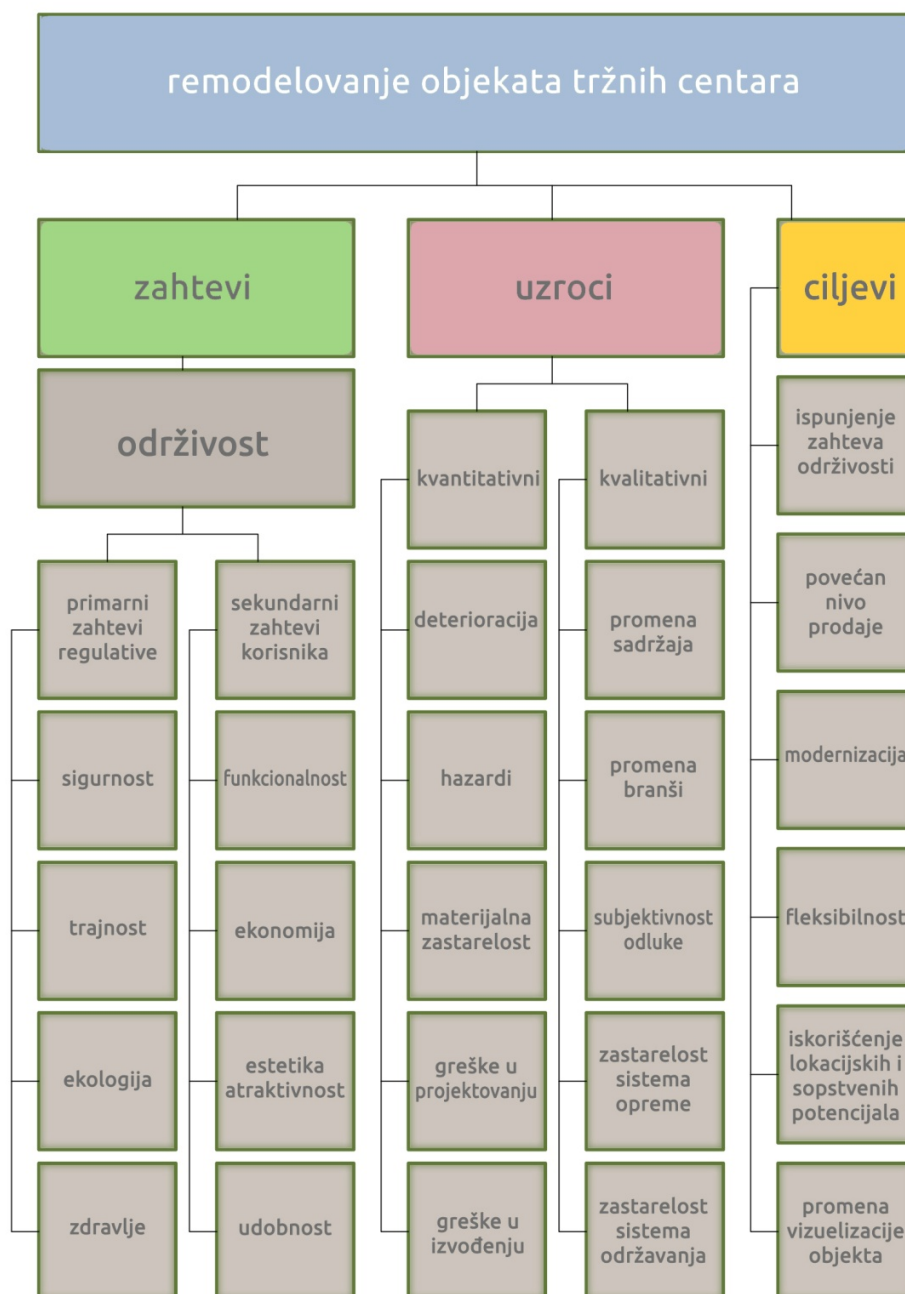 remodelovanje objekata tržnih centara
zahtevi
uzroci
ciljevi
održivost
primarni
zahtevi
regulative
sigurnost
trajnost
ekologija
zdravlje
sekundarni
zahtevi
korisnika
funkcionalnost
ekonomija
estetika
atraktivnost
udobnost
kvantitativni
deterioracija
hazardi
materijalna
zastarelost
greške u
projektovanju
greške u
izvođenju
kvalitativni
promena
sadržaja
promena
branši
subjektivnost
odluke
zastarelost
sistema
opreme
zastarelost
sistema
održavanja
ispunjenje
zahteva
održivosti
povećan
nivo
prodaje
modernizacija
fleksibilnost
iskorišćenje
lokacijskih i
sopstvenih
potencijala
promena
vizuelizacije
objekta